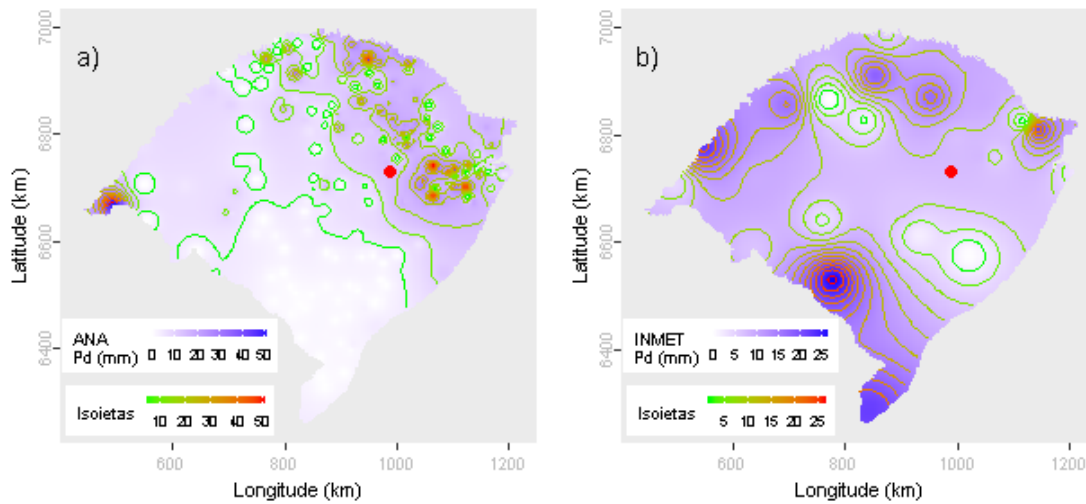 a)
7000
6800
6600
6400
Latitude (km)
ANA
Pd (mm)
0 10 20 30 40 50
Isoietas
10 20 30 40 50
600 800 1000 1200
Longitude (km)
b)
7000
6800
6600
6400
Latitude (km)
INMET
Pd (mm)
0 5 10 15 20 25
Isoietas
5 10 15 20 25
600 800 1000 1200
Longitude (km)